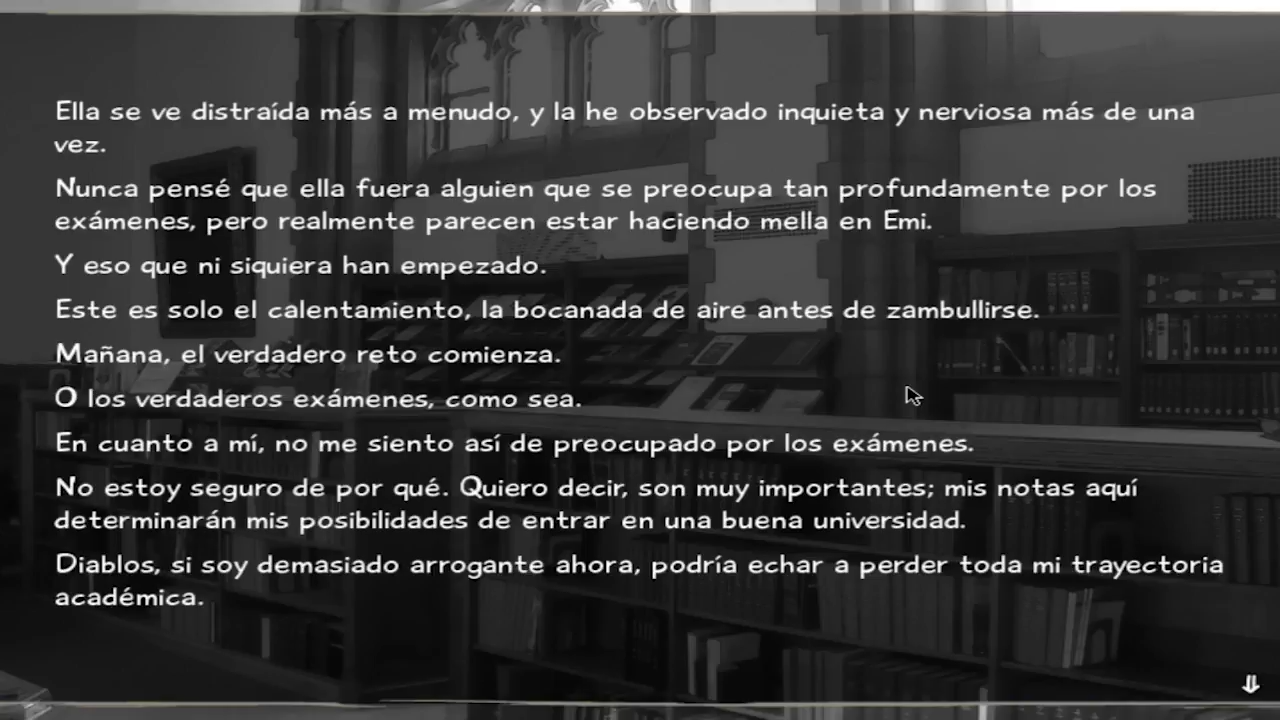 Ella se ve distraída más a menudo, y la he observado inquieta y nerviosa más de una
vez.
Nunca pensé que ella fuera alguien que se preocupa tan profundamente por los
exámenes, pero realmente parecen estar haciendo mella en Emi.
Y eso que ni siquiera han empezado.
Este es solo el calentamiento, la bocanada de aire antes de zambullirse.
Mañana, el verdadero reto comienza.
O los verdaderos exámenes, como sea.
En cuanto a mí, no me siento así de preocupado por los exámenes.
No estoy seguro de por qué. Quiero decir, son muy importantes; mis notas aquí
determinarán mis posibilidades de entrar en una buena universidad.
Diablos, si soy demasiado arrogante ahora, podría echar a perder toda mi trayectoria
académica.